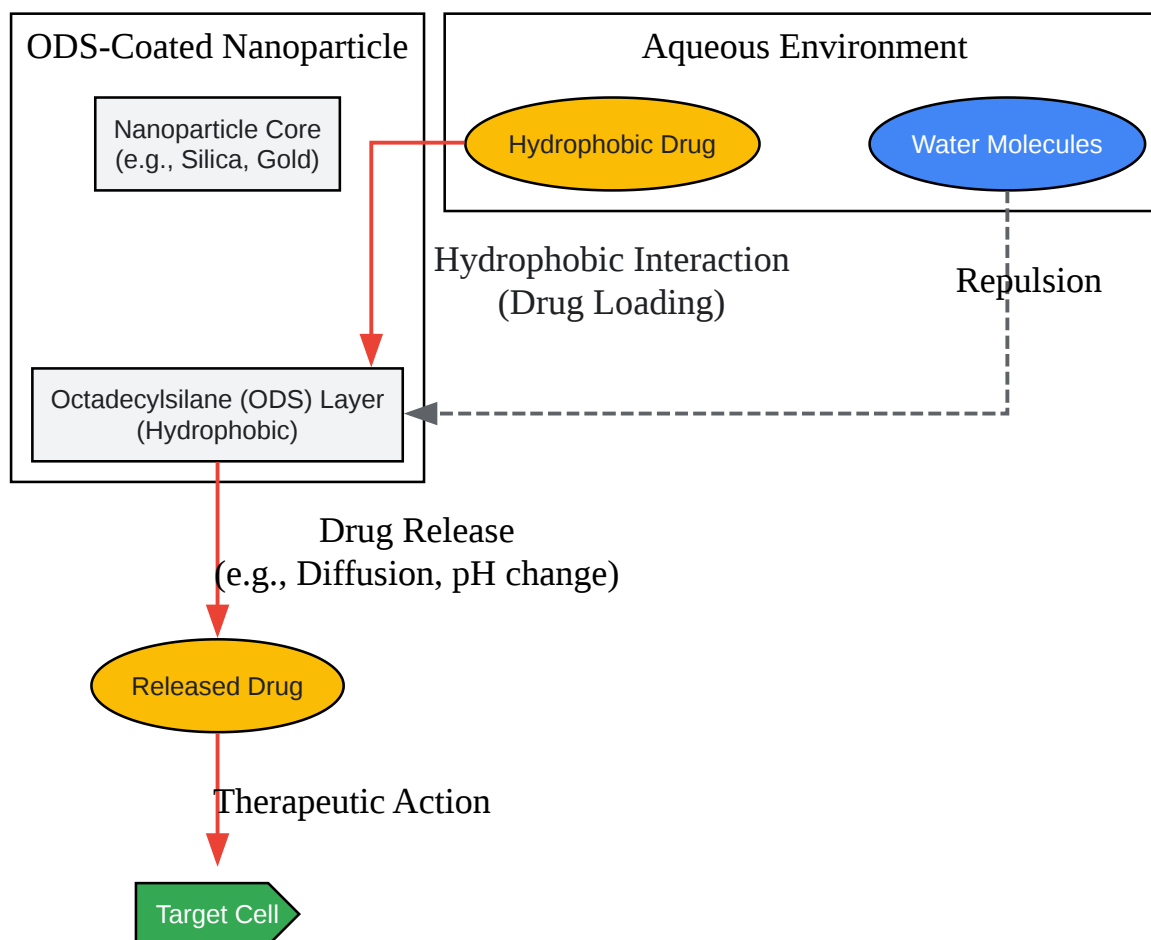 ODS-Coated Nanoparticle
Aqueous Environment
Nanoparticle Core
(e.g., Silica, Gold)
Hydrophobic Drug
Water Molecules
Hydrophobic Interaction
(Drug Loading)
Repulsion
Octadecylsilane (ODS) Layer
(Hydrophobic)
Drug Release
(e.g., Diffusion, pH change)
Released Drug
Therapeutic Action
Target Cell